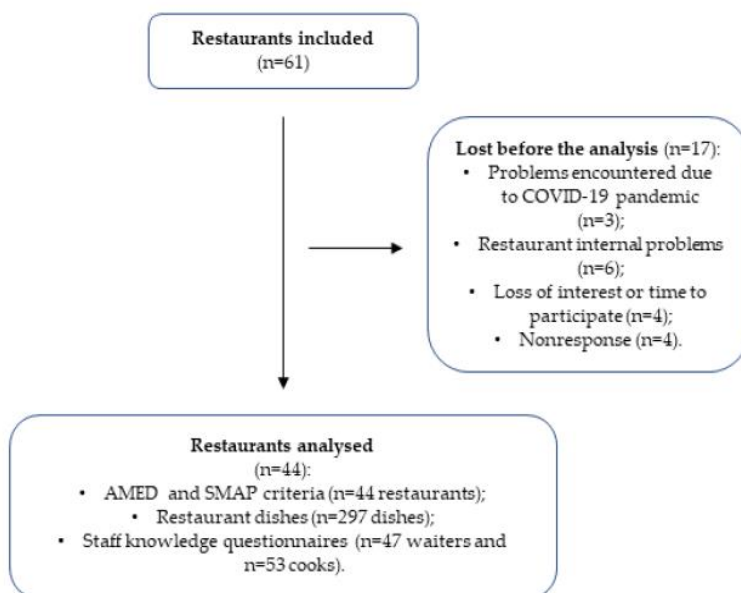 Restaurants included
(n=61)
Lost before the analysis (n=17):
• Problems encountered due
to COVID-19 pandemic
(n=3);
• Restaurant internal problems
(n=6);
• Loss of interest or time to
participate (n=4);
• Nonresponse (n=4).
Restaurants analysed
(n=44):
• AMED and SMAP criteria (n=44 restaurants);
• Restaurant dishes (n=297 dishes);
• Staff knowledge questionnaires (n=47 waiters and
n=53 cooks).